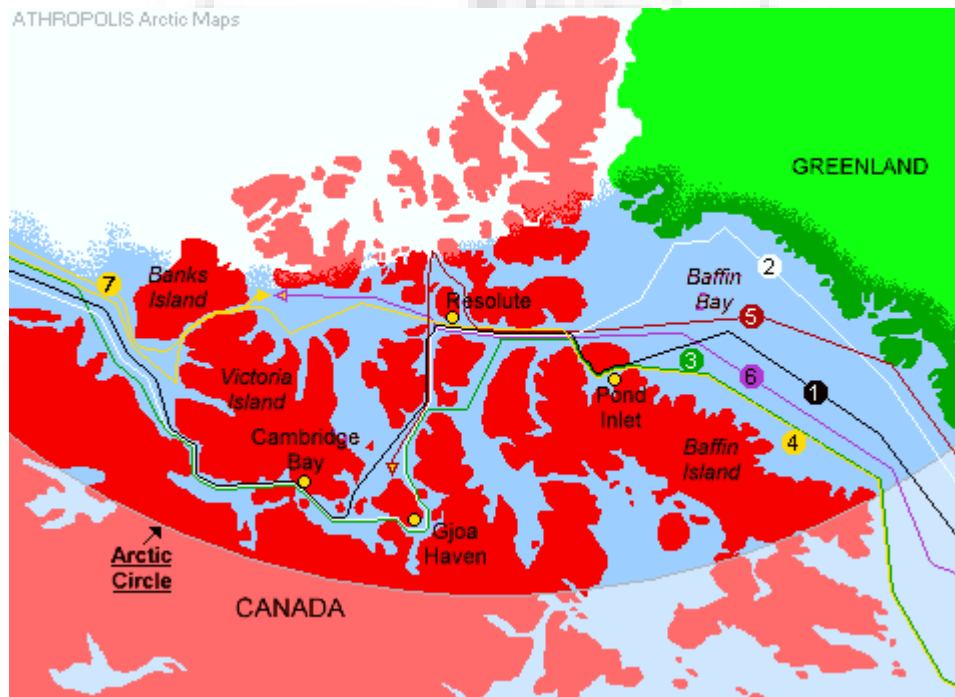 ATHROPOLIS Arctic Maps
GREENLAND
7
Banks
Island
2
Baffin
Bay
Resolute
5
3
6
1
Victoria
Island
Pond
Inlet
4
Cambridge
Bay
Baffin
Island
Gjoa
Haven
Arctic
Circle
CANADA